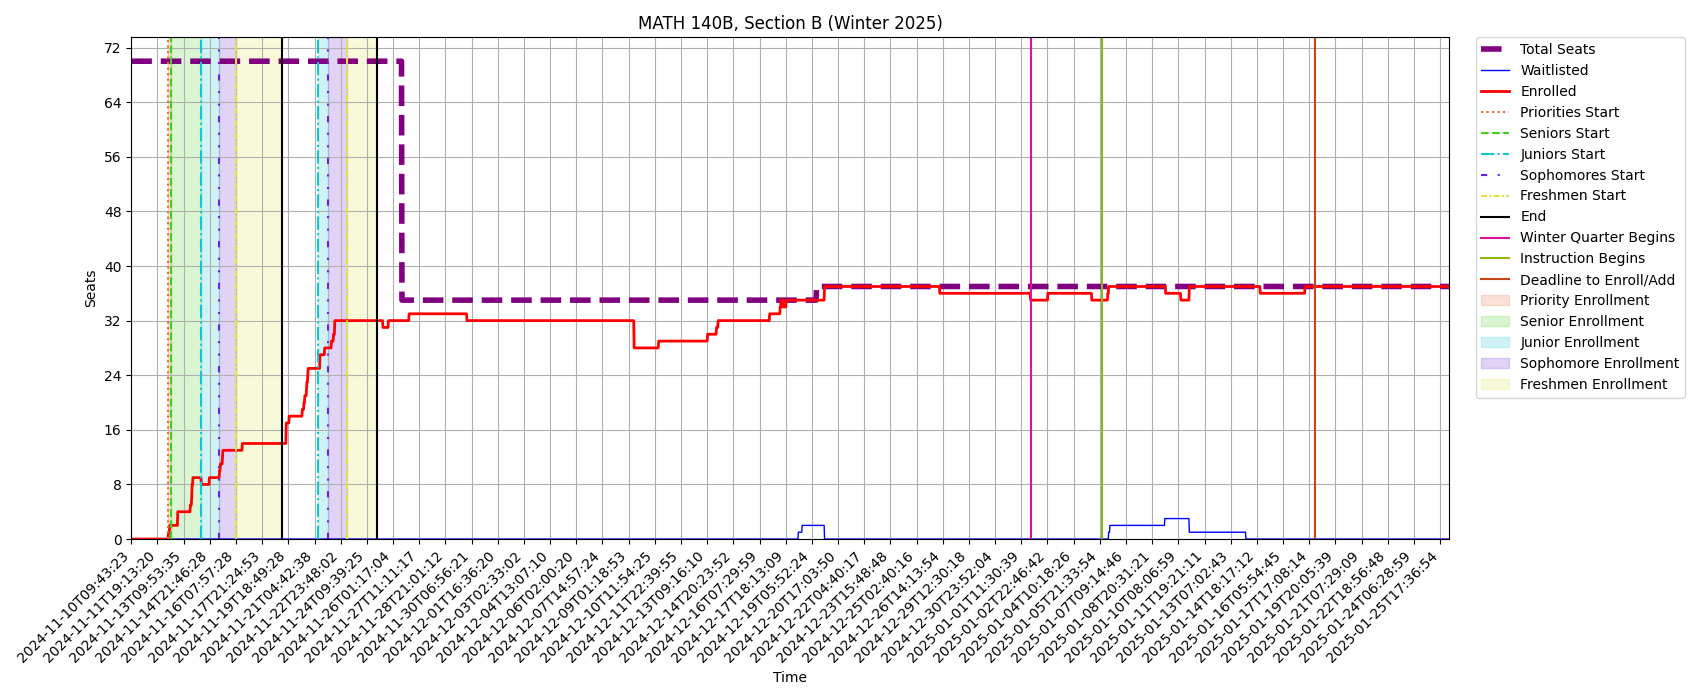 MATH 140B, Section B (Winter 2025)
72
64
56
48
40
32
24
16
8
0
Seats
2024-11-10T09:43:23
2024-11-11T19:13:20
2024-11-13T09:53:35
2024-11-14T21:46:28
2024-11-16T07:57:28
2024-11-17T21:24:53
2024-11-19T18:49:28
2024-11-21T04:42:38
2024-11-22T23:48:02
2024-11-24T09:39:25
2024-11-26T01:17:04
2024-11-27T11:11:17
2024-11-28T21:01:12
2024-11-30T06:56:21
2024-12-01T16:36:20
2024-12-03T02:33:02
2024-12-04T13:07:10
2024-12-06T02:00:20
2024-12-07T14:57:24
2024-12-09T01:18:53
2024-12-10T11:54:25
2024-12-11T22:39:55
2024-12-13T09:16:10
2024-12-14T20:23:52
2024-12-16T07:29:59
2024-12-17T18:13:09
2024-12-19T05:52:24
2024-12-20T17:03:50
2024-12-22T04:40:17
2024-12-23T15:48:48
2024-12-25T02:40:16
2024-12-26T14:13:54
2024-12-29T12:30:18
2024-12-30T23:52:04
2025-01-01T11:30:39
2025-01-02T22:46:42
2025-01-04T10:18:26
2025-01-05T21:33:54
2025-01-07T09:14:46
2025-01-08T20:31:21
2025-01-10T08:06:59
2025-01-11T19:21:11
2025-01-13T07:02:43
2025-01-14T18:17:12
2025-01-16T05:54:45
2025-01-17T17:08:14
2025-01-19T20:05:39
2025-01-21T07:29:09
2025-01-22T18:56:48
2025-01-24T06:28:59
2025-01-25T17:36:54
Time
Total Seats
Waitlisted
Enrolled
Priorities Start
Seniors Start
Juniors Start
Sophomores Start
Freshmen Start
End
Winter Quarter Begins
Instruction Begins
Deadline to Enroll/Add
Priority Enrollment
Senior Enrollment
Junior Enrollment
Sophomore Enrollment
Freshmen Enrollment